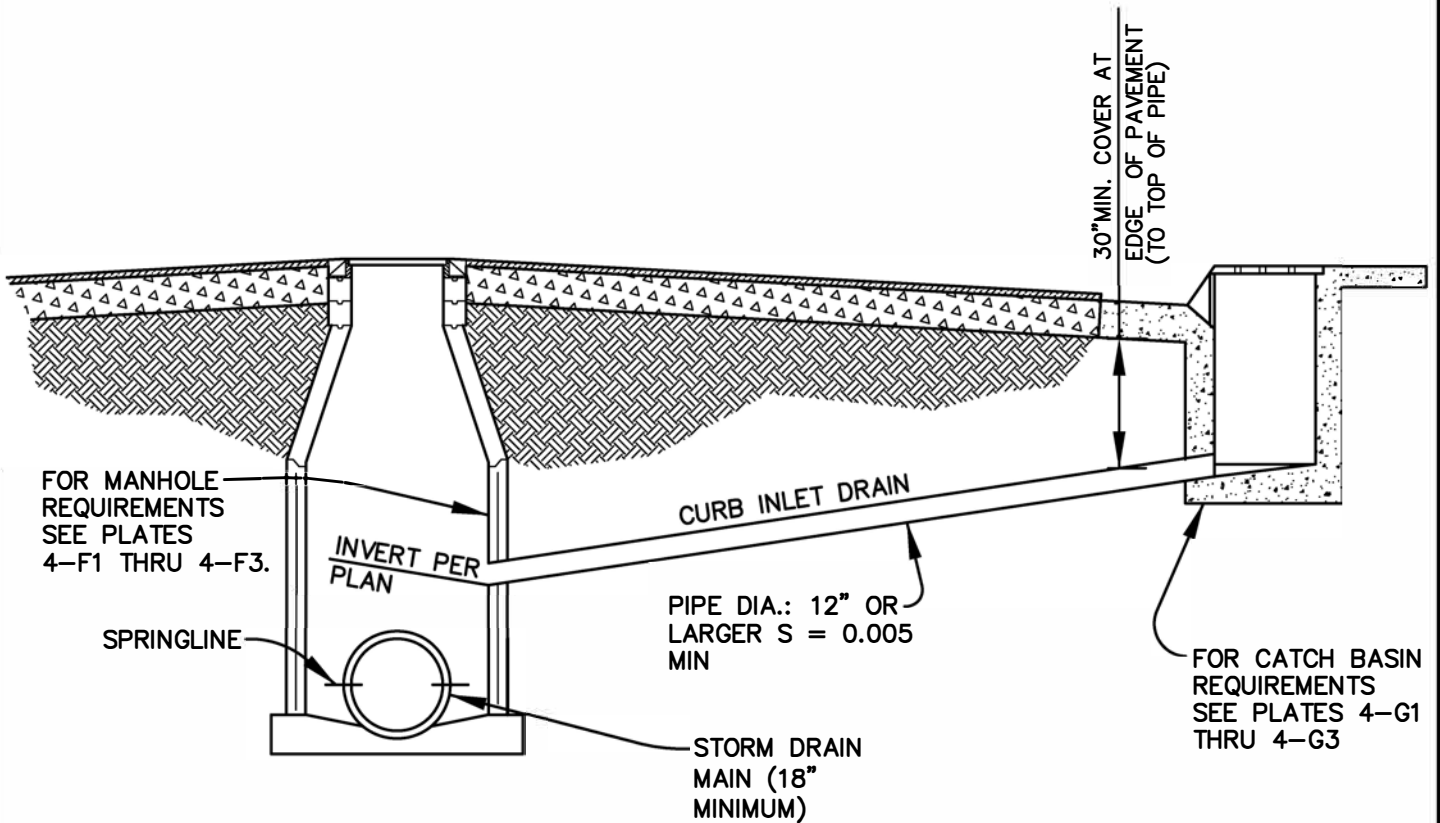 30"MIN. COVER AT
EDGE OF PAVEMENT
(TO TOP OF PIPE)
FOR MANHOLE
REQUIREMENTS
SEE PLATES
4-F1 THRU 4-F3.
INVERT PER
PLAN
CURB INLET DRAIN
SPRINGLINE
PIPE DIA.: 12" OR
LARGER S = 0.005
MIN
STORM DRAIN
MAIN (18"
MINIMUM)
FOR CATCH BASIN
REQUIREMENTS
SEE PLATES 4-G1
THRU 4-G3